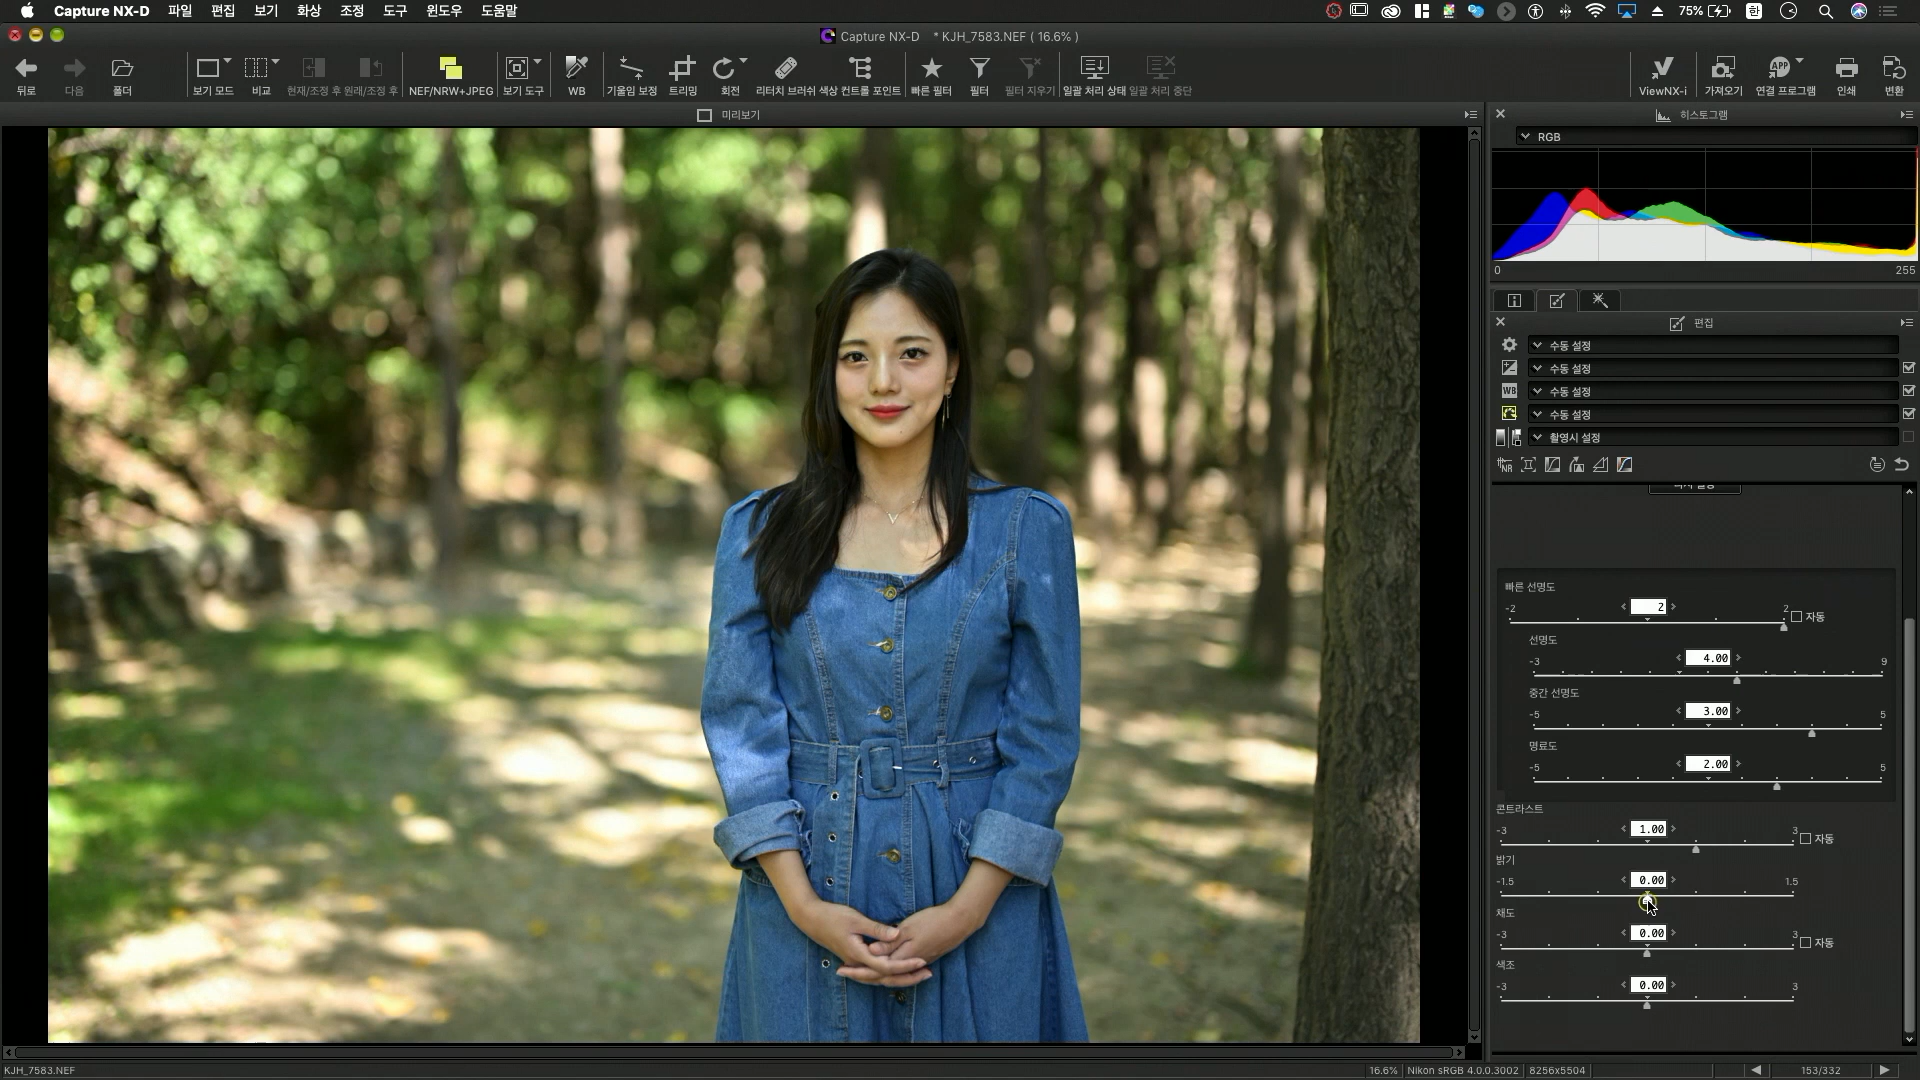 Capture NX-D 파일 편집 보기 화상 조정 도구 윈도우 도움말 75% 한
Capture NX-D * KJH_7583.NEF ( 16.6% )
뒤로 다음 폴더 보기 모드 비교 현재/조정 후 원래/조정 후 NEF/NRW+JPEG 보기 도구 WB 기울임 보정 트리밍 회전 리터치 브러쉬 색상 컨트롤 포인트 빠른 필터 필터 필터 지우기 일괄 처리 상태 일괄 처리 중단 ViewNX-i APP 가져오기 연결 프로그램 인쇄 변환
미리보기
히스토그램
RGB
0 255
편집
수동 설정
수동 설정
WB 수동 설정
수동 설정
촬영시 설정
NR
빠른 선명도
-2 2 2 자동
선명도
-3 4.00 9
중간 선명도
-5 3.00 5
명료도
-5 2.00 5
콘트라스트
-3 1.00 3 자동
밝기
-1.5 0.00 1.5
채도
-3 0.00 3 자동
색조
-3 0.00 3
KJH_7583.NEF 16.6% Nikon sRGB 4.0.0.3002 8256x5504 153/332